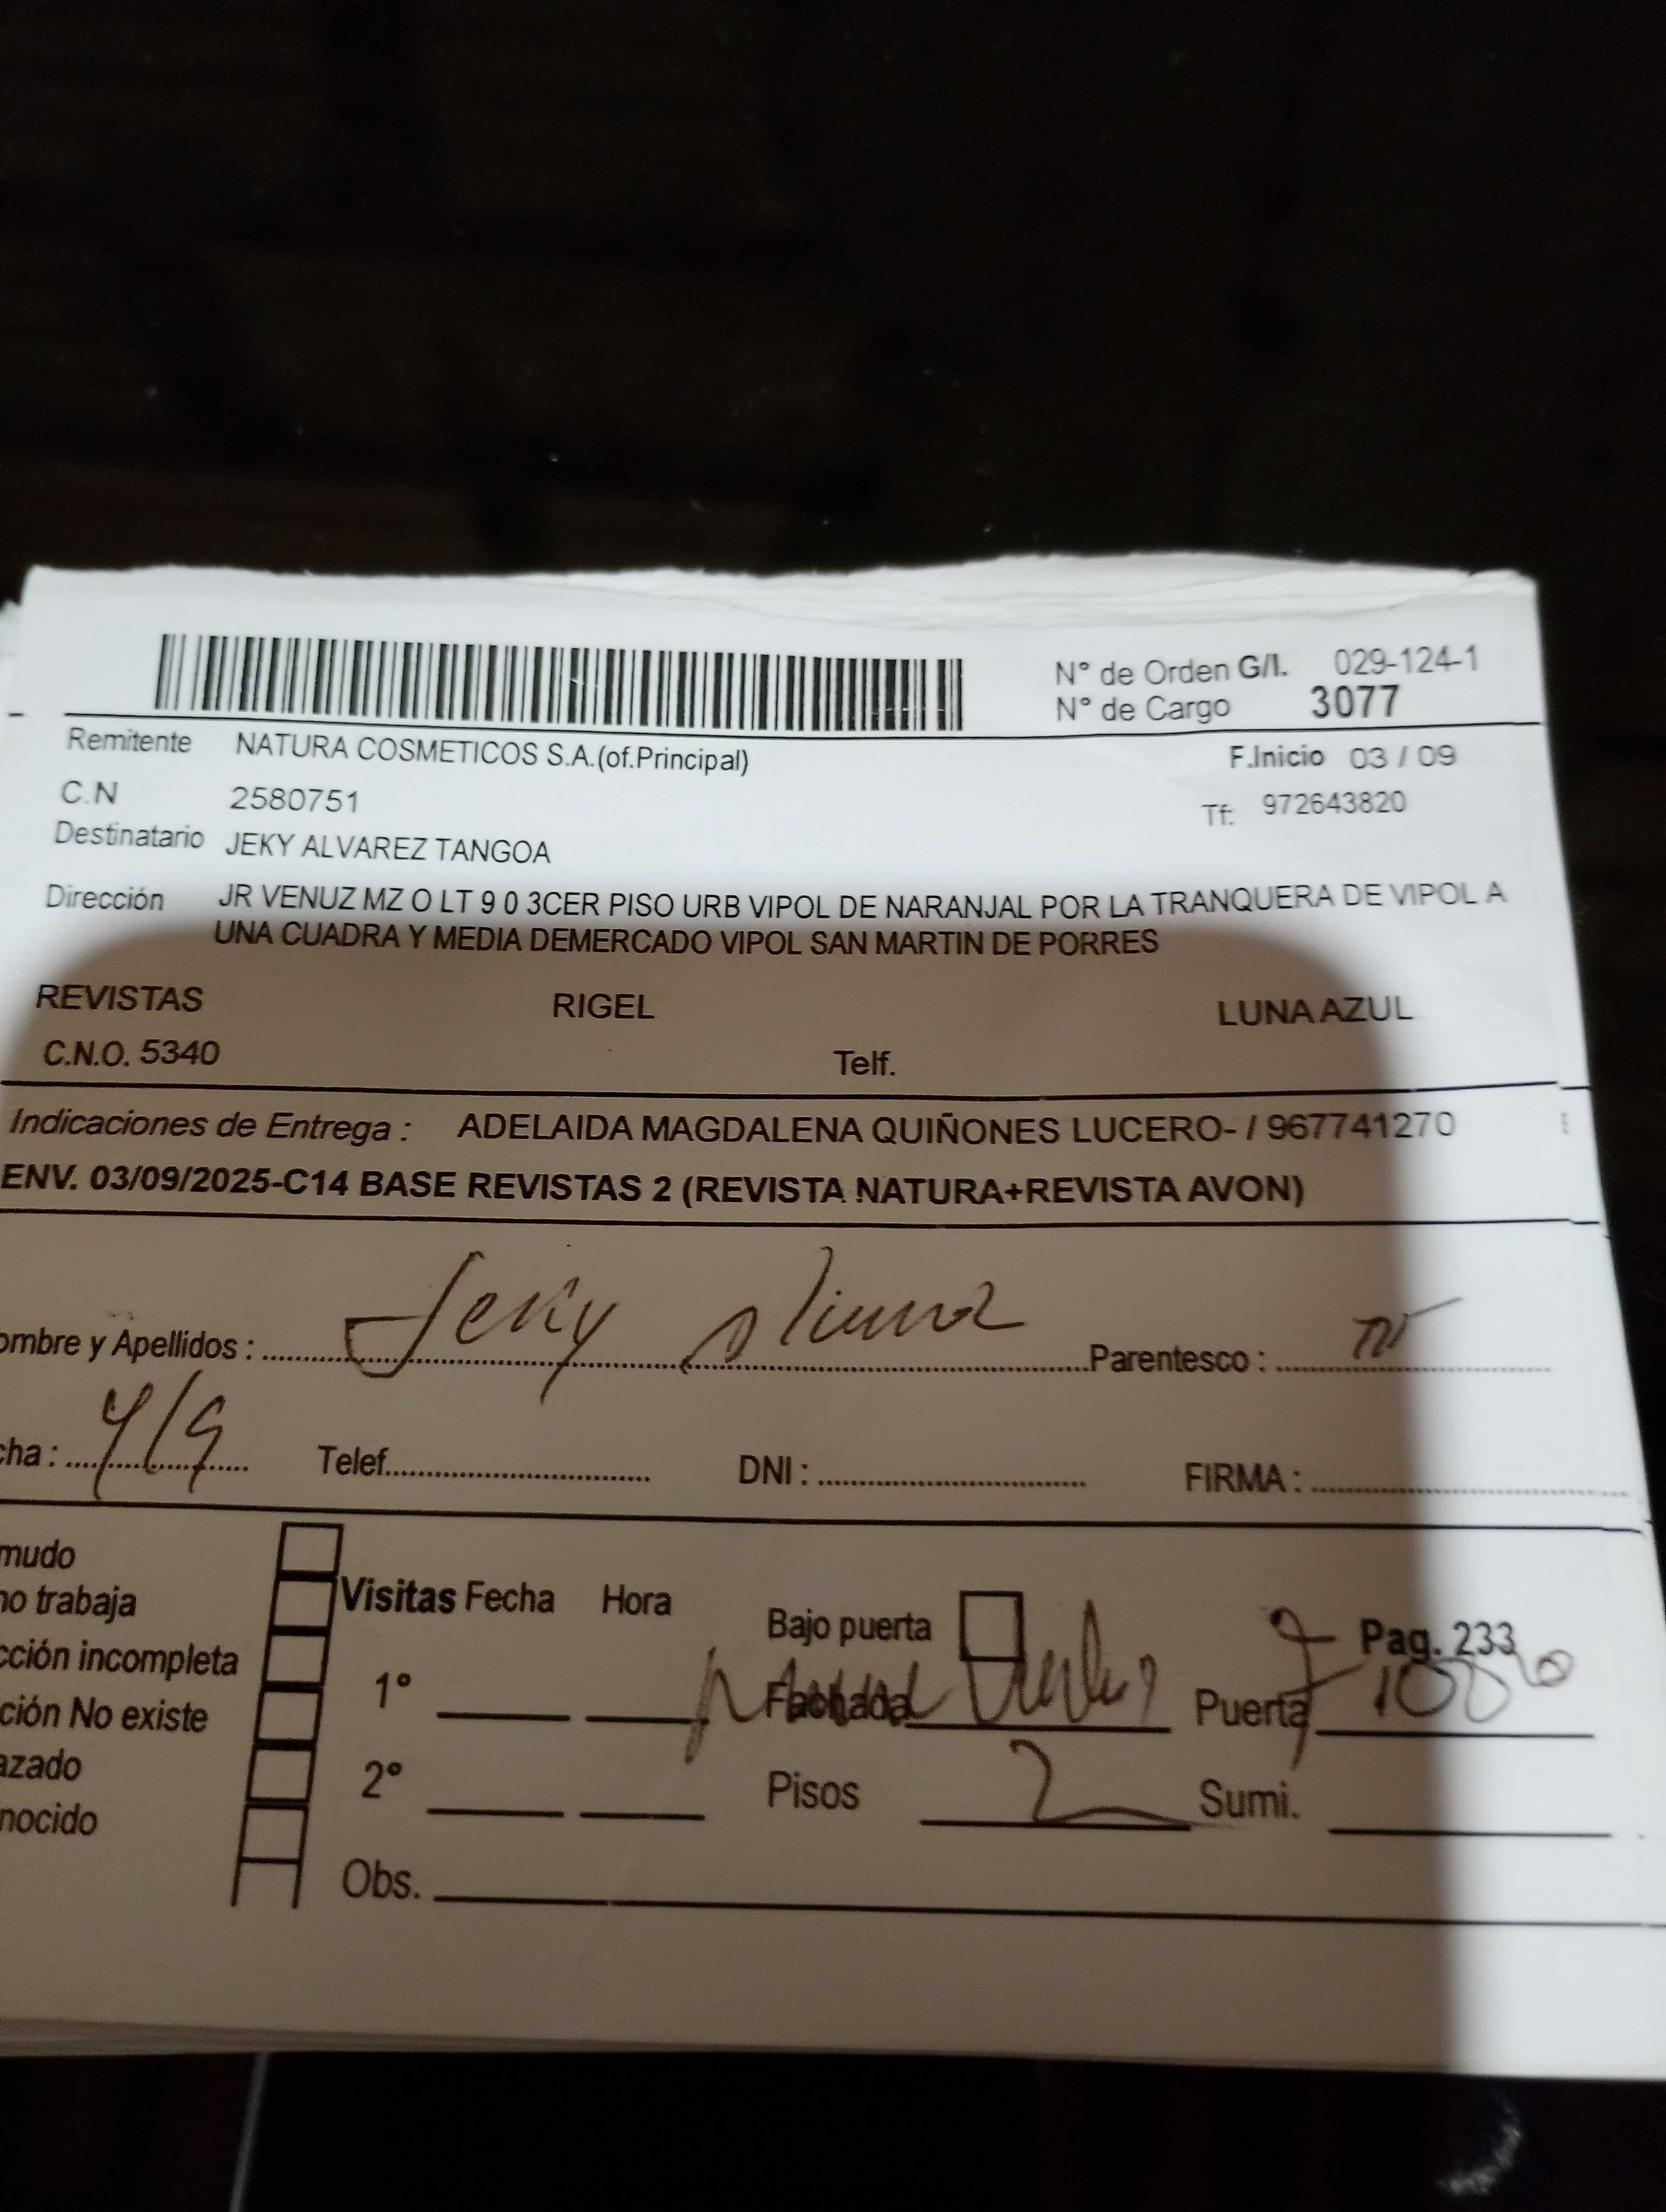 N° de Orden G/I. 029-124-1
N° de Cargo 3077
Remitente NATURA COSMETICOS S.A.(of.Principal) F.Inicio 03 / 09
C.N 2580751 Tf: 972643820
Destinatario JEKY ALVAREZ TANGOA
Dirección JR VENUZ MZ O LT 9 0 3CER PISO URB VIPOL DE NARANJAL POR LA TRANQUERA DE VIPOL A
UNA CUADRA Y MEDIA DEMERCADO VIPOL SAN MARTIN DE PORRES
REVISTAS RIGEL LUNA AZUL
C.N.O. 5340 Telf.
Indicaciones de Entrega : ADELAIDA MAGDALENA QUIÑONES LUCERO- / 967741270
ENV. 03/09/2025-C14 BASE REVISTAS 2 (REVISTA NATURA+REVISTA AVON)
ombre y Apellidos : Jeky Parentesco :
cha : 4/9 Telef. DNI : FIRMA :
mudo
no trabaja Visitas Fecha Hora Bajo puerta Pag. 233
cción incompleta
ción No existe 1° Fachada Puerta
azado 2° Pisos 2 Sumi.
nocido
Obs.